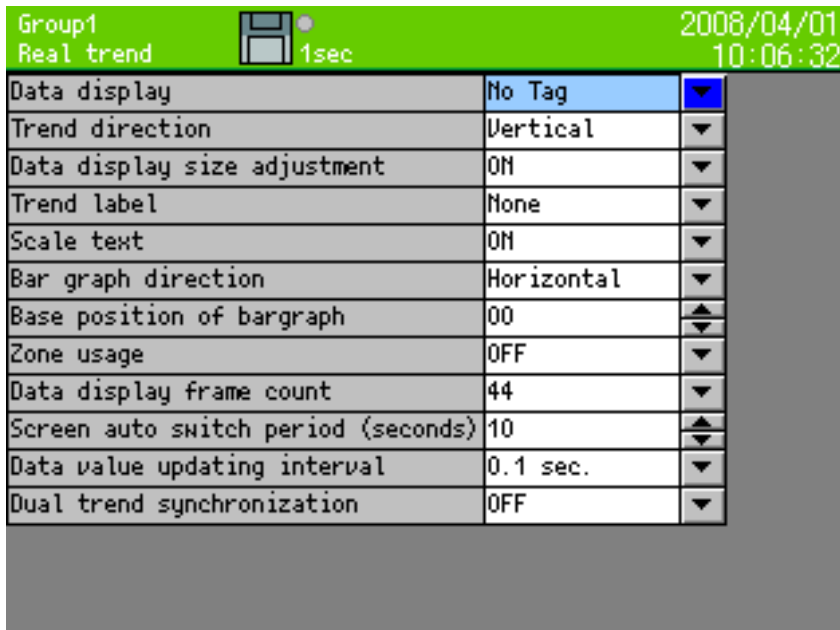 Group1
2008/04/01
Real trend
1sec
10:06:32
Data display No Tag
Trend direction Vertical
Data display size adjustment ON
Trend label None
Scale text ON
Bar graph direction Horizontal
Base position of bargraph 00
Zone usage OFF
Data display frame count 44
Screen auto switch period (seconds) 10
Data value updating interval 0.1 sec.
Dual trend synchronization OFF